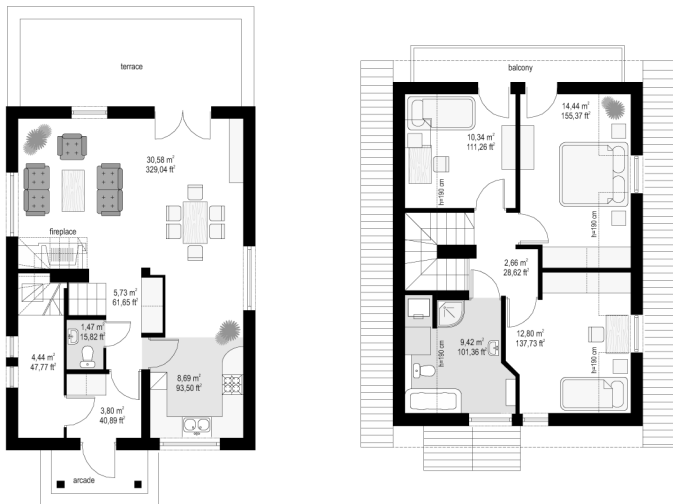 terrace
30,58 m²
329,04 ft²
fireplace
5,73 m²
61,65 ft²
1,47 m²
15,82 ft²
4,44 m²
47,77 ft²
8,69 m²
93,50 ft²
3,80 m²
40,89 ft²
arcade
balcony
14,44 m²
155,37 ft²
10,34 m²
111,26 ft²
h=190 cm
h=190 cm
2,66 m²
28,62 ft²
12,80 m²
137,73 ft²
9,42 m²
101,36 ft²
h=190 cm
h=190 cm